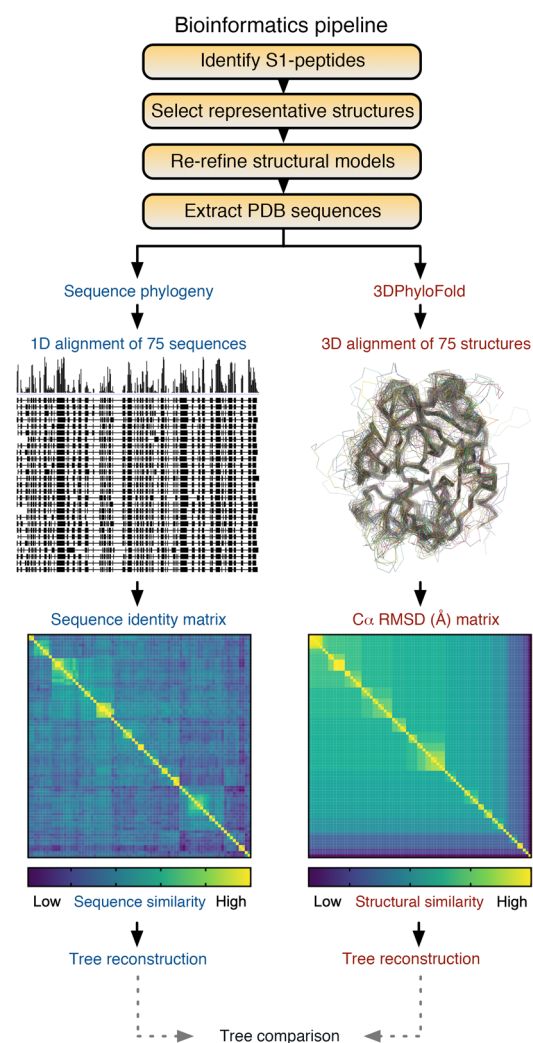 Bioinformatics pipeline
Identify S1-peptides
Select representative structures
Re-refine structural models
Extract PDB sequences
Sequence phylogeny
3DPhyloFold
1D alignment of 75 sequences
3D alignment of 75 structures
Sequence identity matrix
Cα RMSD (Å) matrix
Low Sequence similarity High
Low Structural similarity High
Tree reconstruction
Tree reconstruction
Tree comparison